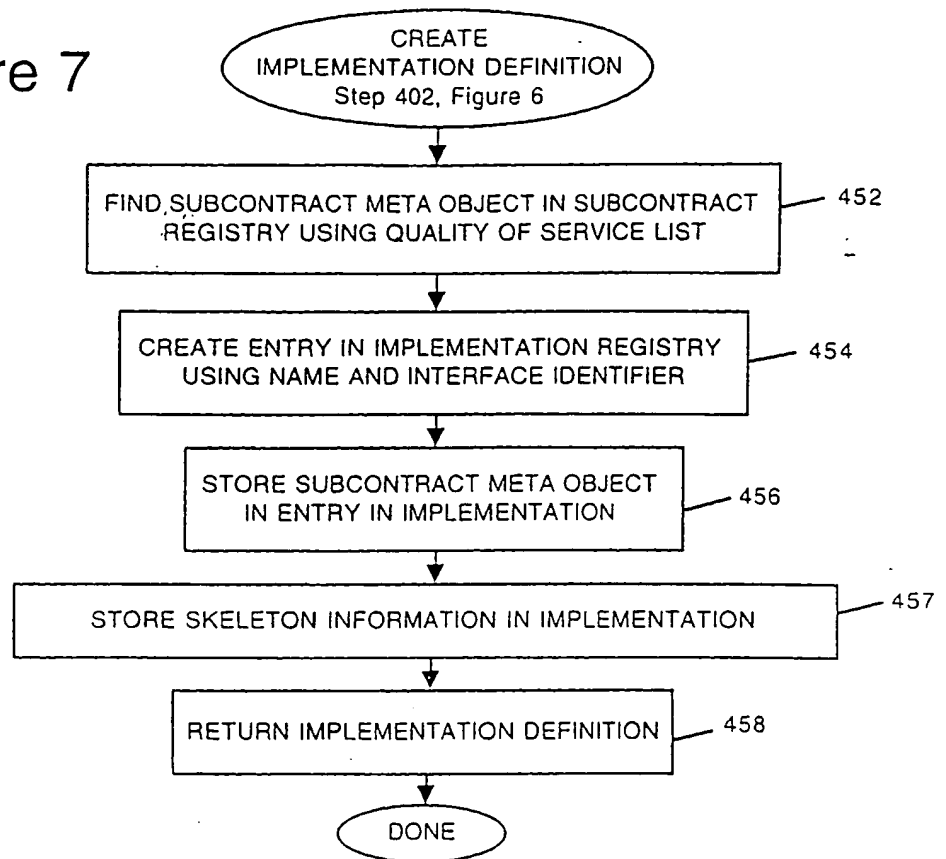 re 7
CREATE
IMPLEMENTATION DEFINITION
Step 402, Figure 6
FIND SUBCONTRACT META OBJECT IN SUBCONTRACT
REGISTRY USING QUALITY OF SERVICE LIST
452
CREATE ENTRY IN IMPLEMENTATION REGISTRY
USING NAME AND INTERFACE IDENTIFIER
454
STORE SUBCONTRACT META OBJECT
IN ENTRY IN IMPLEMENTATION
456
STORE SKELETON INFORMATION IN IMPLEMENTATION
457
RETURN IMPLEMENTATION DEFINITION
458
DONE